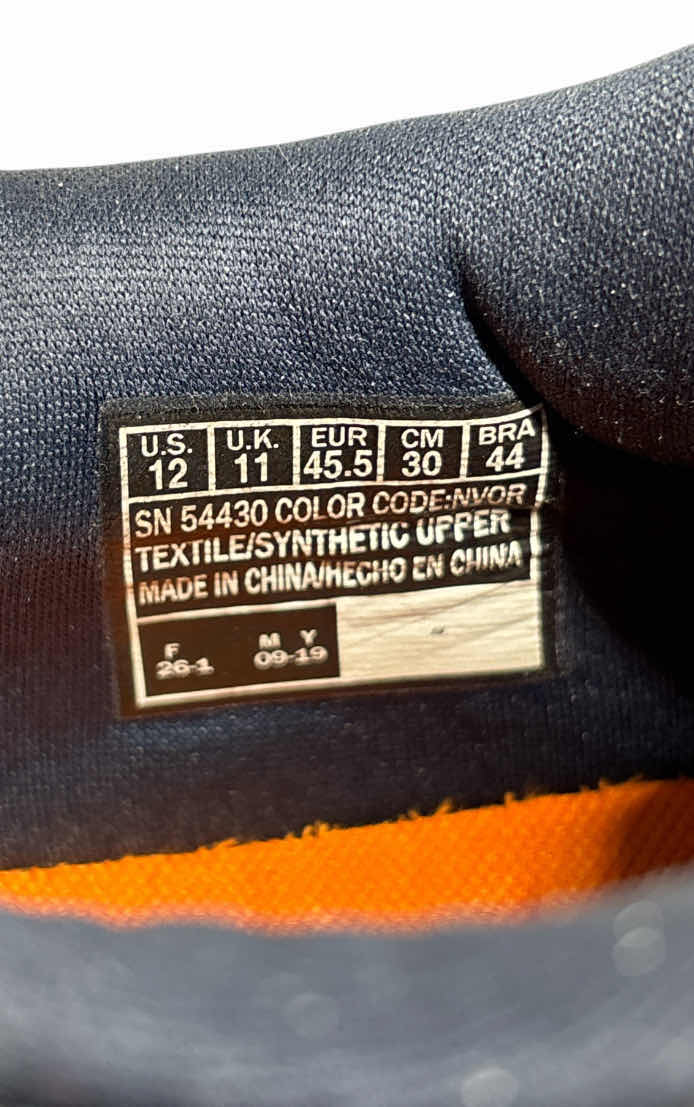 U.S. U.K. EUR CM BRA
12 11 45.5 30 44
SN 54430 COLOR CODE:NVOR
TEXTILE/SYNTHETIC UPPER
MADE IN CHINA/HECHO EN CHINA
F M Y
26-1 09-19